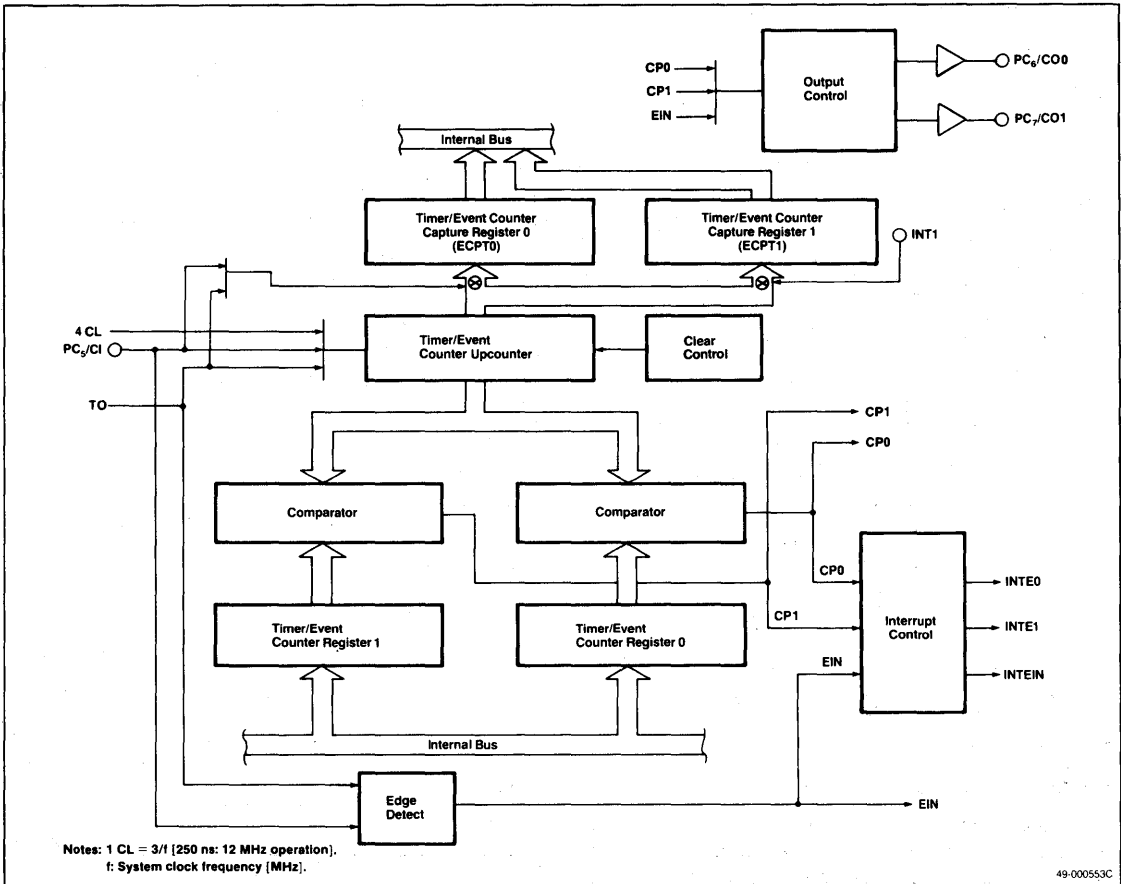 CP0
CP1
EIN
Output
Control
PC6/CO0
PC7/CO1
Internal Bus
Timer/Event Counter
Capture Register 0
(ECPT0)
Timer/Event Counter
Capture Register 1
(ECPT1)
INT1
4 CL
PC5/CI
TO
Timer/Event
Counter Upcounter
Clear
Control
CP1
CP0
Comparator
Comparator
CP0
CP1
EIN
Interrupt
Control
INTE0
INTE1
INTEIN
Timer/Event
Counter Register 1
Timer/Event
Counter Register 0
Internal Bus
Edge
Detect
EIN
Notes: 1 CL = 3/f [250 ns: 12 MHz operation].
f: System clock frequency [MHz].
49-000553C